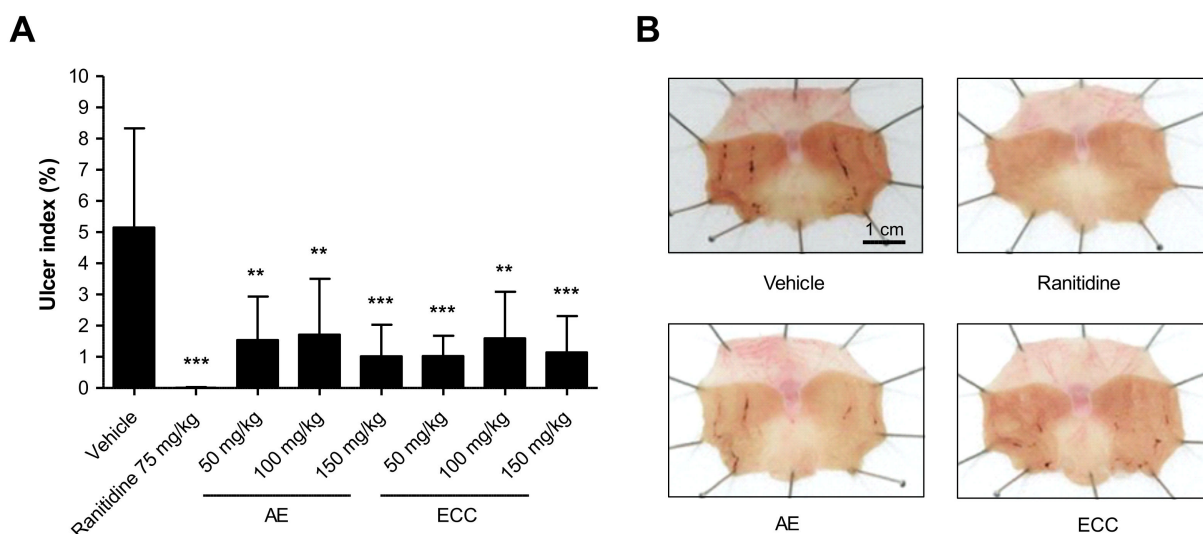 A
Ulcer index (%)
10
9
8
7
6
5
4
3
2
1
0
***
**
**
***
***
**
***
Vehicle
Ranitidine 75 mg/kg
50 mg/kg
100 mg/kg
150 mg/kg
50 mg/kg
100 mg/kg
150 mg/kg
AE
ECC
B
1 cm
Vehicle
Ranitidine
AE
ECC